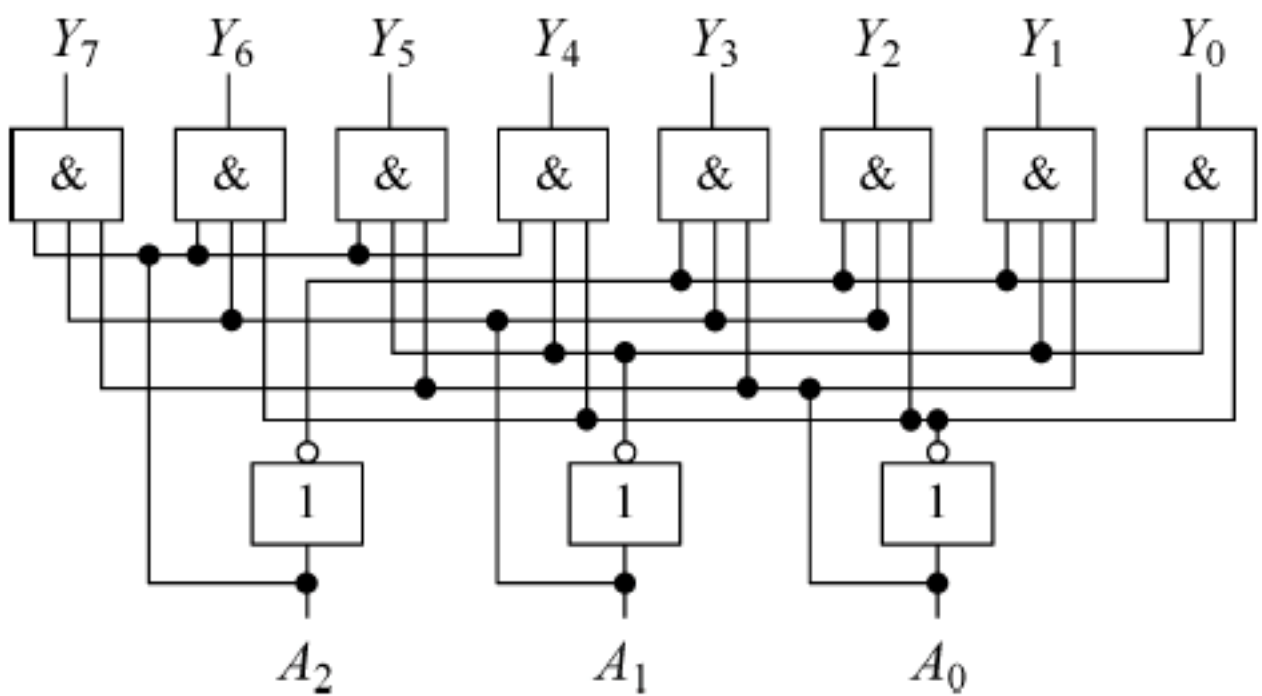 Y₇ Y₆ Y₅ Y₄ Y₃ Y₂ Y₁ Y₀
& & & & & & & &
1 1 1
A₂ A₁ A₀